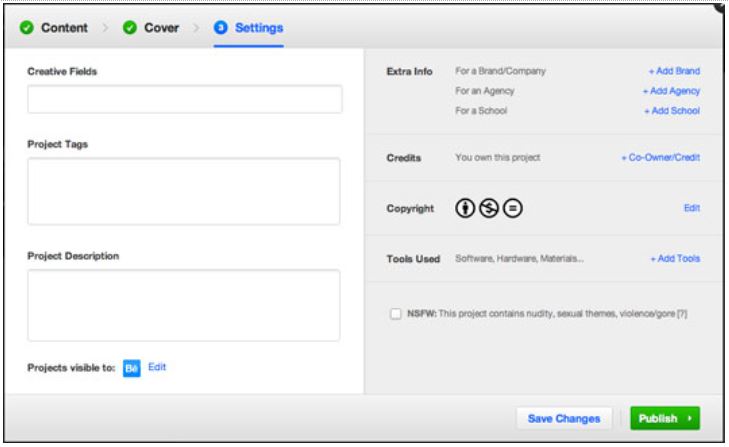 Content > Cover > 3 Settings
Creative Fields
Project Tags
Project Description
Projects visible to: Bē Edit
Extra Info For a Brand/Company + Add Brand
For an Agency + Add Agency
For a School + Add School
Credits You own this project + Co-Owner/Credit
Copyright Edit
Tools Used Software, Hardware, Materials... + Add Tools
NSFW: This project contains nudity, sexual themes, violence/gore [?]
Save Changes Publish ›